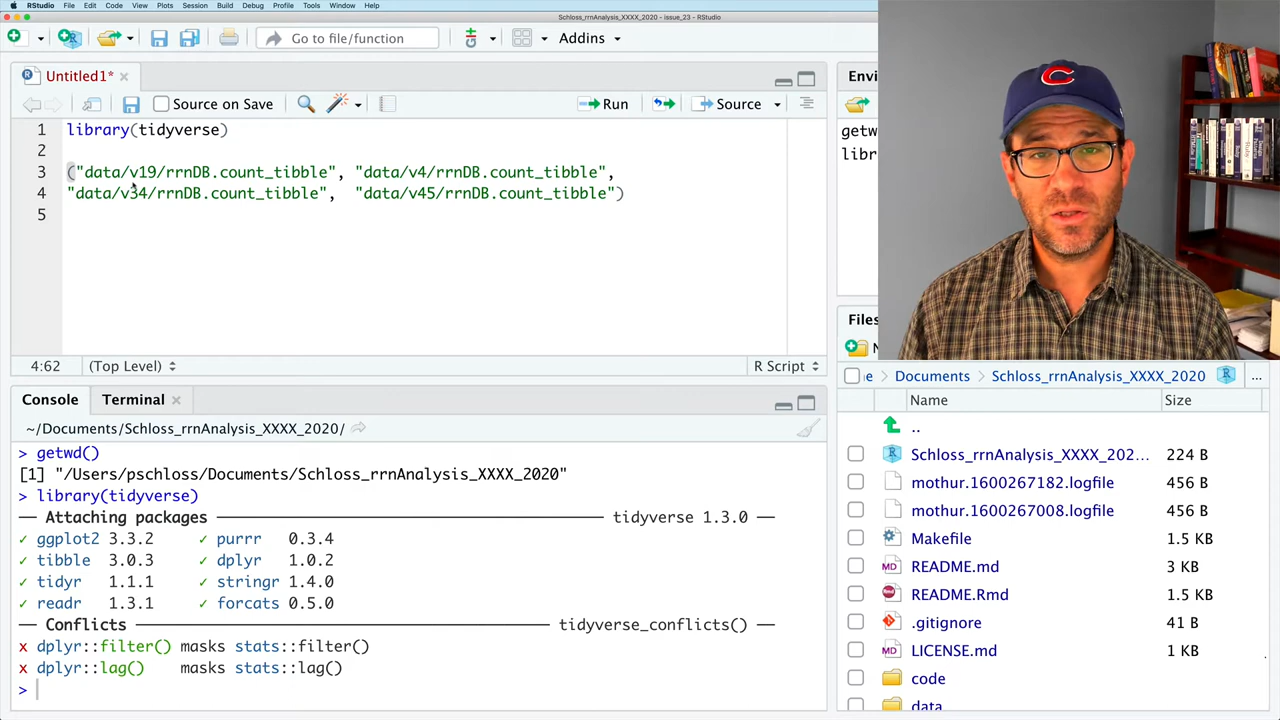 RStudio File Edit Code View Plots Session Build Debug Profile Tools Window Help
Schloss_rrnAnalysis_XXXX_2020 - issue_23 - RStudio
Go to file/function Addins
Untitled1*
Source on Save Run Source
1 library(tidyverse)
2
3 ("data/v19/rrnDB.count_tibble", "data/v4/rrnDB.count_tibble",
4 "data/v34/rrnDB.count_tibble", "data/v45/rrnDB.count_tibble")
5
4:62 (Top Level) R Script
Console Terminal
~/Documents/Schloss_rrnAnalysis_XXXX_2020/
> getwd()
[1] "/Users/pschloss/Documents/Schloss_rrnAnalysis_XXXX_2020"
> library(tidyverse)
── Attaching packages ── tidyverse 1.3.0 ──
✓ ggplot2 3.3.2 ✓ purrr 0.3.4
✓ tibble 3.0.3 ✓ dplyr 1.0.2
✓ tidyr 1.1.1 ✓ stringr 1.4.0
✓ readr 1.3.1 ✓ forcats 0.5.0
── Conflicts ── tidyverse_conflicts() ──
x dplyr::filter() masks stats::filter()
x dplyr::lag() masks stats::lag()
>
Envi
getw
libr
Files
N
e Documents Schloss_rrnAnalysis_XXXX_2020 ...
Name Size
..
Schloss_rrnAnalysis_XXXX_202... 224 B
mothur.1600267182.logfile 456 B
mothur.1600267008.logfile 456 B
Makefile 1.5 KB
README.md 3 KB
README.Rmd 1.5 KB
.gitignore 41 B
LICENSE.md 1 KB
code
data
C